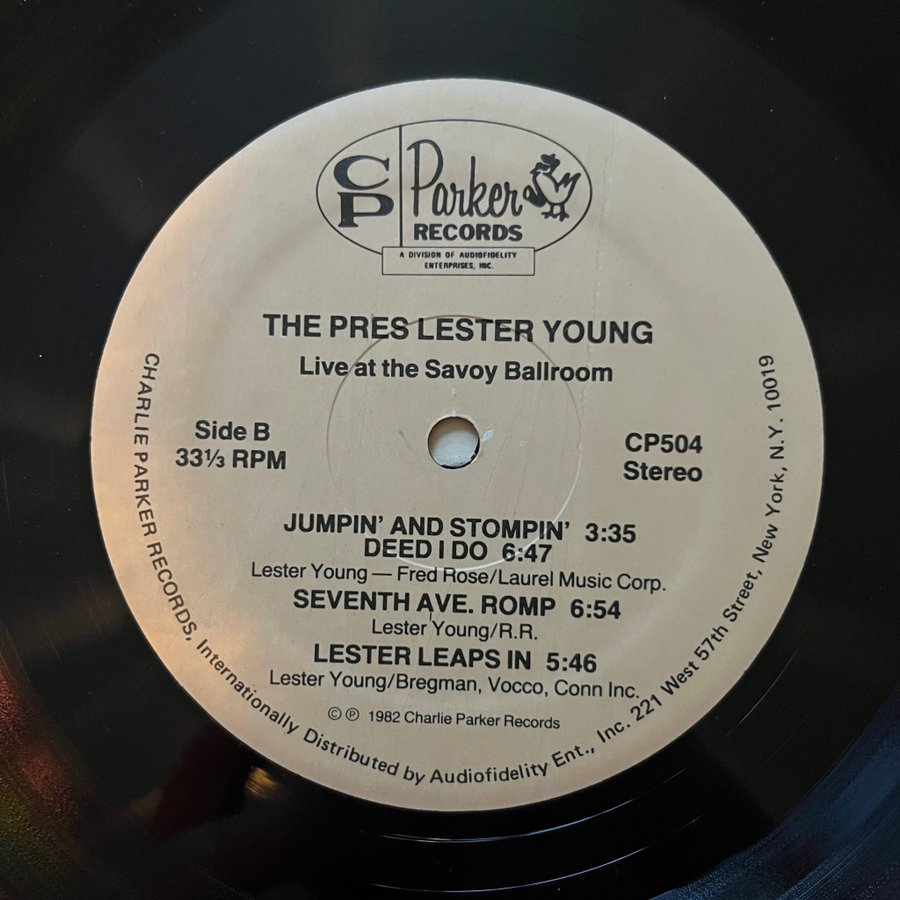 CP Parker
RECORDS
A DIVISION OF AUDIOFIDELITY
ENTERPRISES, INC.
THE PRES LESTER YOUNG
Live at the Savoy Ballroom
Side B
33⅓ RPM
CP504
Stereo
JUMPIN' AND STOMPIN' 3:35
DEED I DO 6:47
Lester Young — Fred Rose/Laurel Music Corp.
SEVENTH AVE. ROMP 6:54
Lester Young/R.R.
LESTER LEAPS IN 5:46
Lester Young/Bregman, Vocco, Conn Inc.
© ℗ 1982 Charlie Parker Records
CHARLIE PARKER RECORDS, Internationally Distributed by Audiofidelity Ent., Inc. 221 West 57th Street, New York, N.Y. 10019